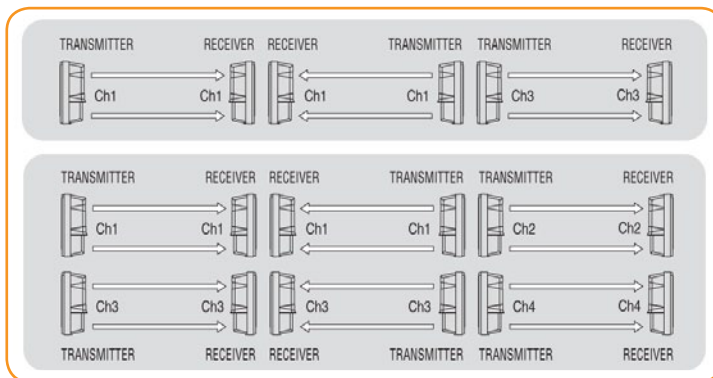 TRANSMITTER RECEIVER RECEIVER TRANSMITTER TRANSMITTER RECEIVER
Ch1 Ch1 Ch1 Ch1 Ch3 Ch3
TRANSMITTER RECEIVER RECEIVER TRANSMITTER TRANSMITTER RECEIVER
Ch1 Ch1 Ch1 Ch1 Ch2 Ch2
Ch3 Ch3 Ch3 Ch3 Ch4 Ch4
TRANSMITTER RECEIVER RECEIVER TRANSMITTER TRANSMITTER RECEIVER